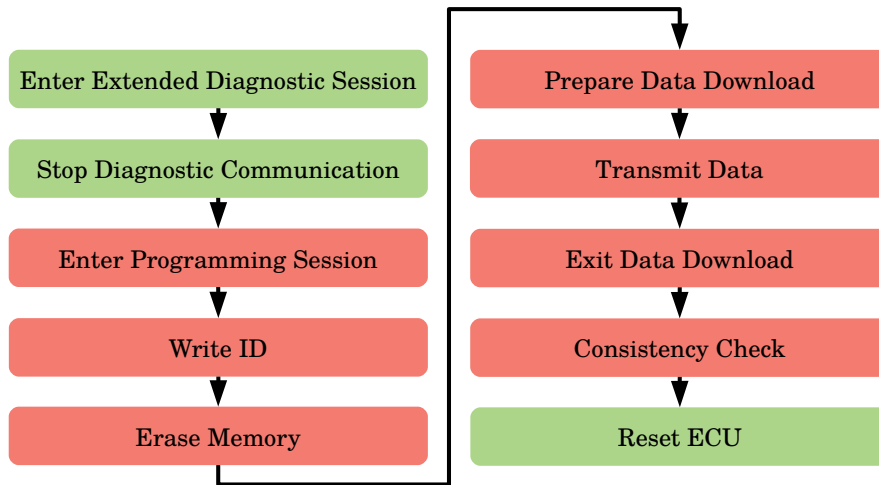 Enter Extended Diagnostic Session
Stop Diagnostic Communication
Enter Programming Session
Write ID
Erase Memory
Prepare Data Download
Transmit Data
Exit Data Download
Consistency Check
Reset ECU